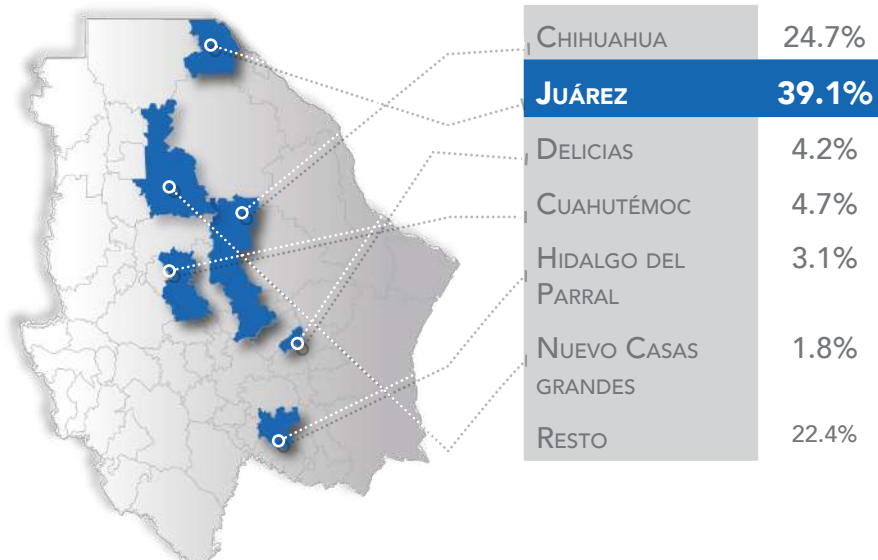 Chihuahua 24.7%
Juárez 39.1%
Delicias 4.2%
Cuahutémoc 4.7%
Hidalgo del 3.1%
Parral
Nuevo Casas 1.8%
grandes
Resto 22.4%